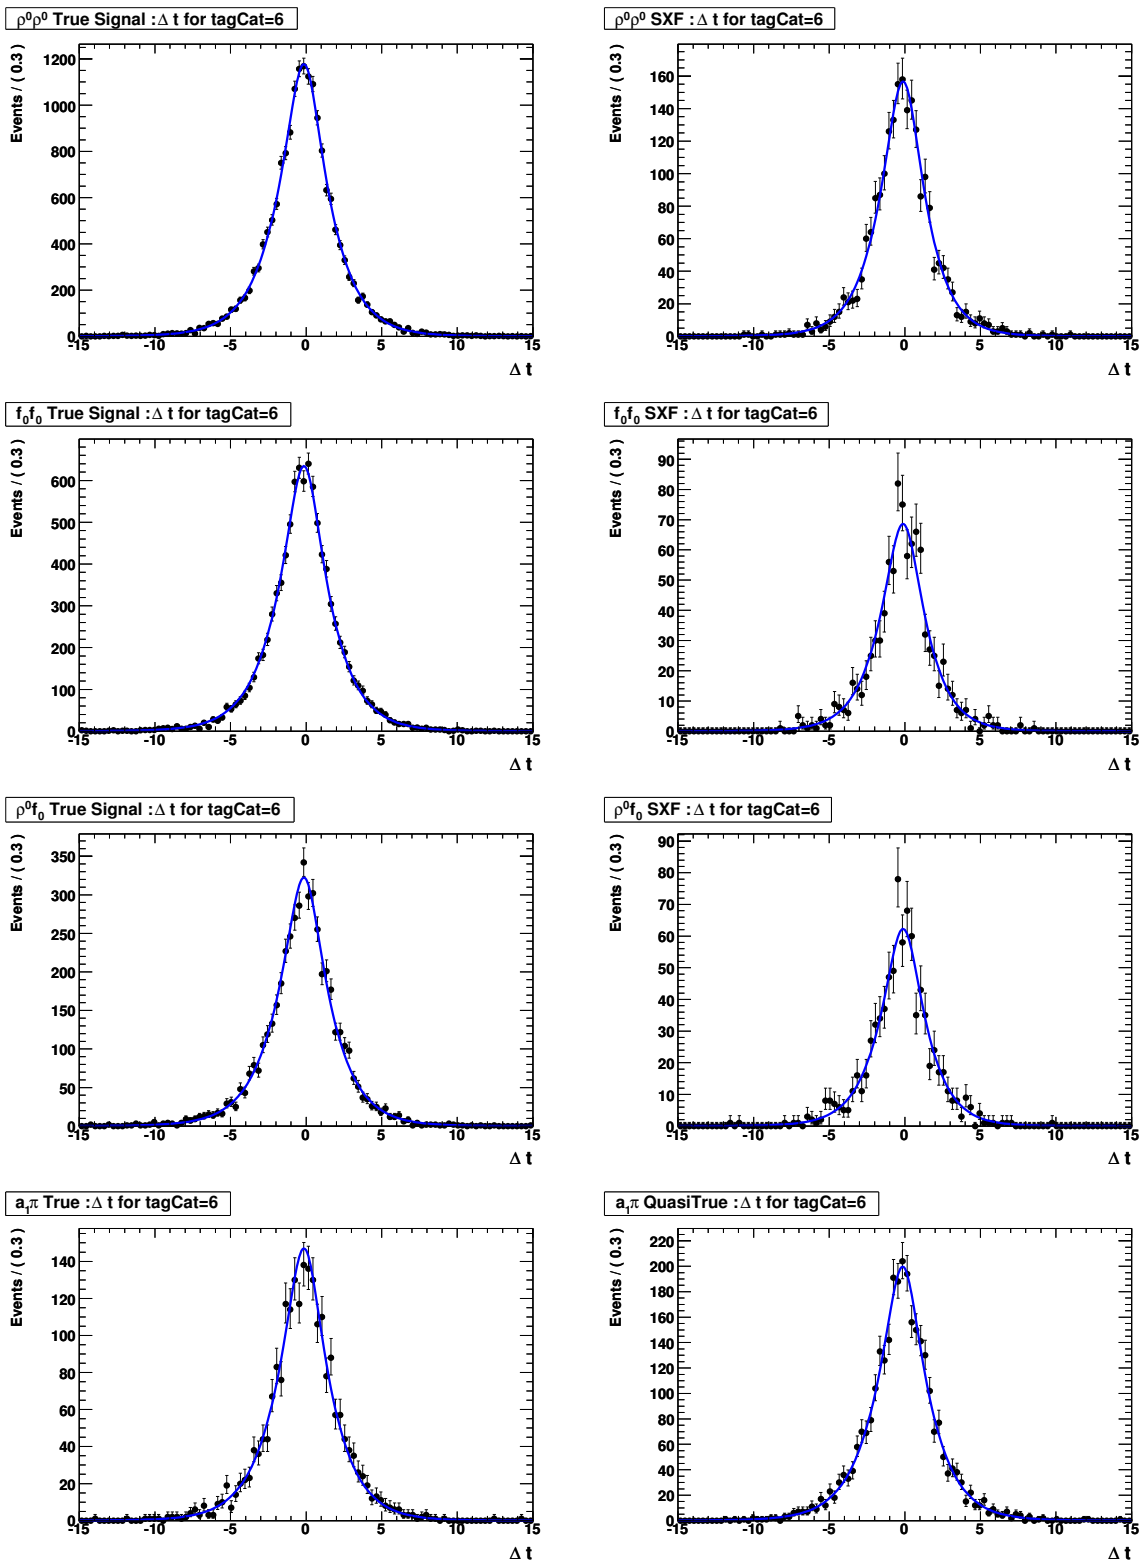 ρ⁰ρ⁰ True Signal : Δ t for tagCat=6
Events / ( 0.3 )
1200
1000
800
600
400
200
0
-15 -10 -5 0 5 10 15
Δ t
ρ⁰ρ⁰ SXF : Δ t for tagCat=6
Events / ( 0.3 )
160
140
120
100
80
60
40
20
0
-15 -10 -5 0 5 10 15
Δ t
f₀f₀ True Signal : Δ t for tagCat=6
Events / ( 0.3 )
600
500
400
300
200
100
0
-15 -10 -5 0 5 10 15
Δ t
f₀f₀ SXF : Δ t for tagCat=6
Events / ( 0.3 )
90
80
70
60
50
40
30
20
10
0
-15 -10 -5 0 5 10 15
Δ t
ρ⁰f₀ True Signal : Δ t for tagCat=6
Events / ( 0.3 )
350
300
250
200
150
100
50
0
-15 -10 -5 0 5 10 15
Δ t
ρ⁰f₀ SXF : Δ t for tagCat=6
Events / ( 0.3 )
90
80
70
60
50
40
30
20
10
0
-15 -10 -5 0 5 10 15
Δ t
a₁π True : Δ t for tagCat=6
Events / ( 0.3 )
140
120
100
80
60
40
20
0
-15 -10 -5 0 5 10 15
Δ t
a₁π QuasiTrue : Δ t for tagCat=6
Events / ( 0.3 )
220
200
180
160
140
120
100
80
60
40
20
0
-15 -10 -5 0 5 10 15
Δ t